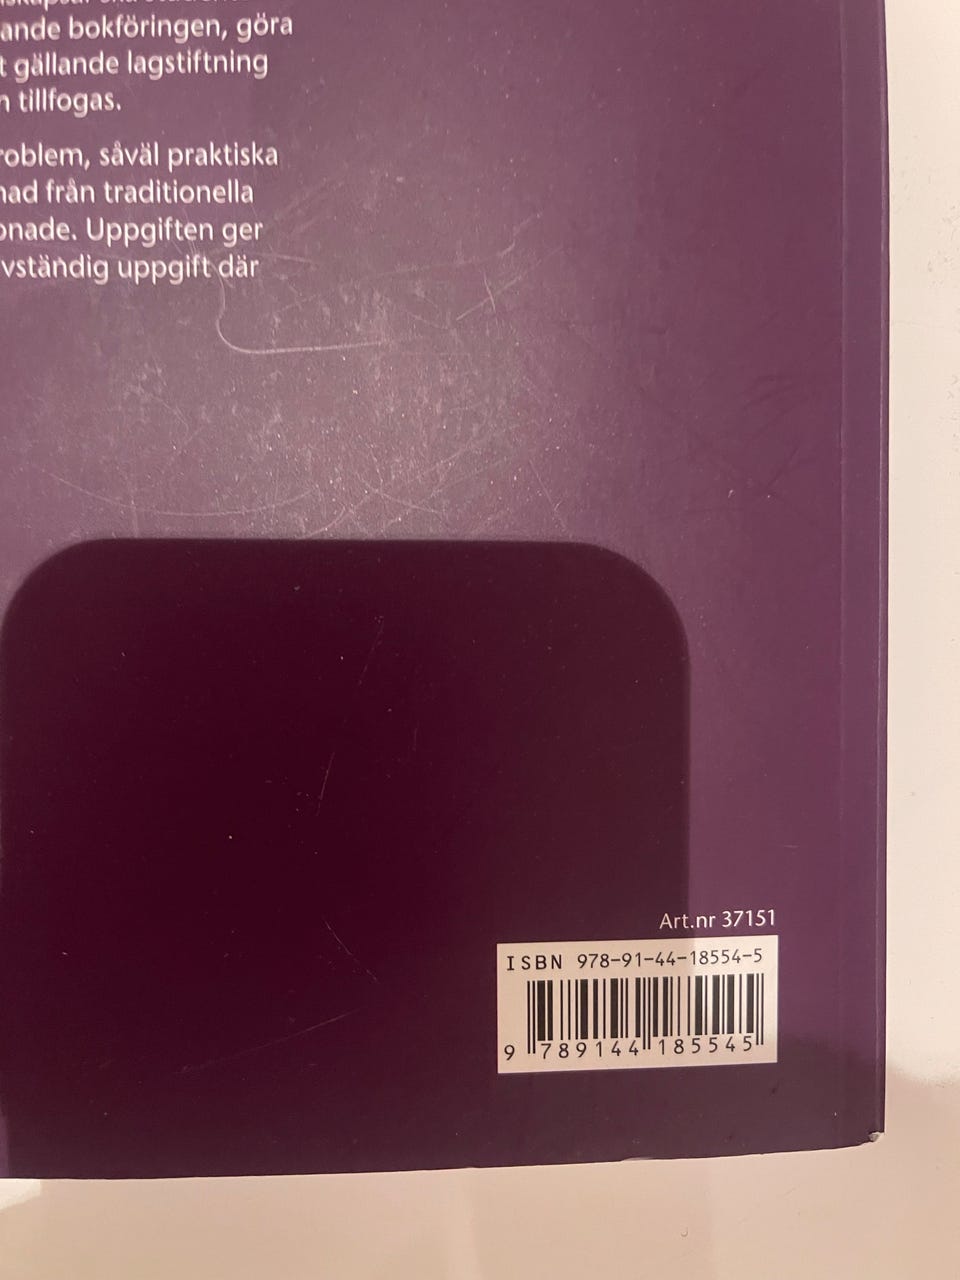 ande bokföringen, göra
t gällande lagstiftning
n tillfogas.
roblem, såväl praktiska
nad från traditionella
onade. Uppgiften ger
vständig uppgift där
Art.nr 37151
ISBN 978-91-44-18554-5
9 789144 185545